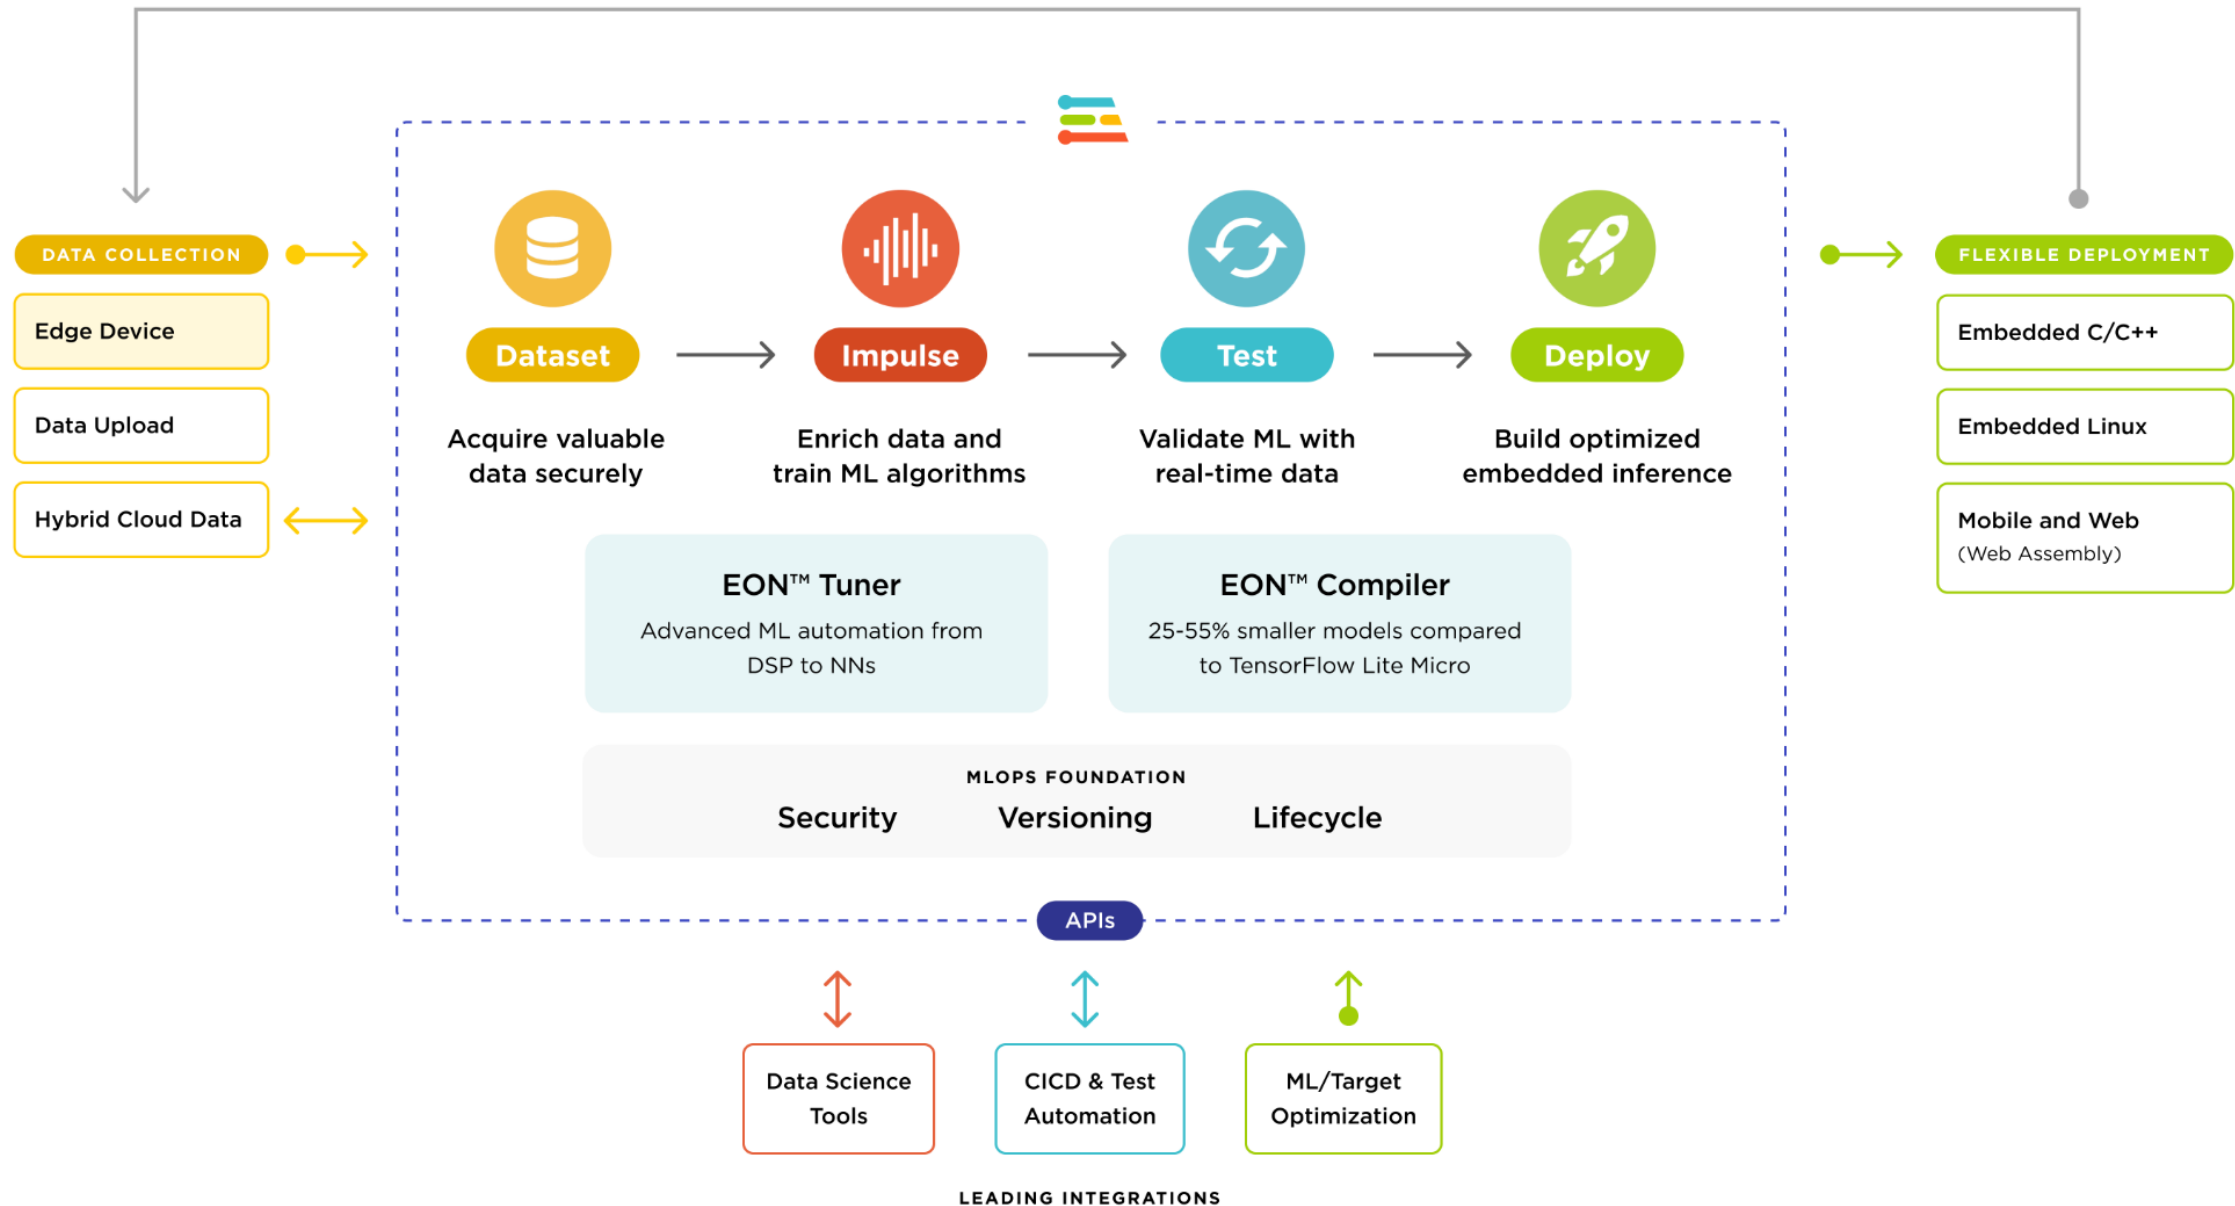 DATA COLLECTION
Edge Device
Data Upload
Hybrid Cloud Data
Dataset
Acquire valuable
data securely
Impulse
Enrich data and
train ML algorithms
Test
Validate ML with
real-time data
Deploy
Build optimized
embedded inference
EON™ Tuner
Advanced ML automation from
DSP to NNs
EON™ Compiler
25-55% smaller models compared
to TensorFlow Lite Micro
MLOPS FOUNDATION
Security Versioning Lifecycle
APIs
FLEXIBLE DEPLOYMENT
Embedded C/C++
Embedded Linux
Mobile and Web
(Web Assembly)
Data Science
Tools
CICD & Test
Automation
ML/Target
Optimization
LEADING INTEGRATIONS